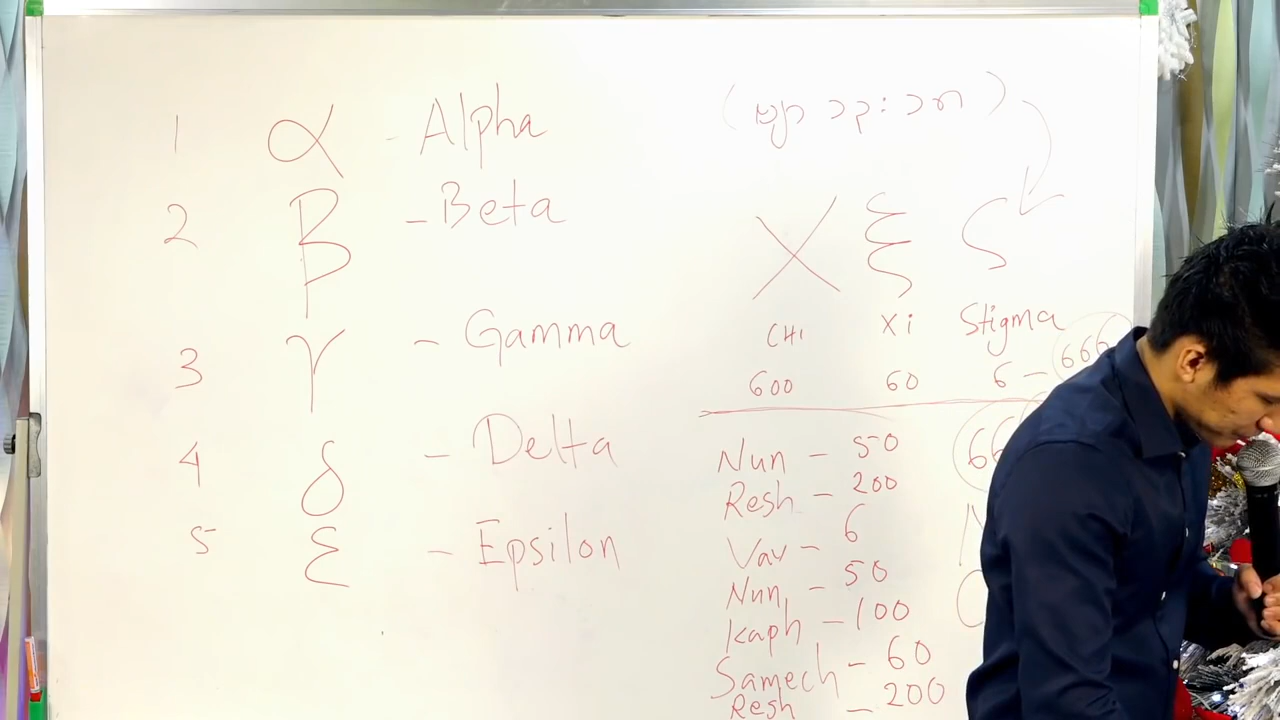 1 α - Alpha
2 β - Beta
3 γ - Gamma
4 δ - Delta
5 ε - Epsilon
Χ ξ ς
CHI Xi Stigma
600 60 6 - 666
Nun - 50
Resh - 200
Vav - 6
Nun - 50
Kaph - 100
Samech - 60
Resh - 200